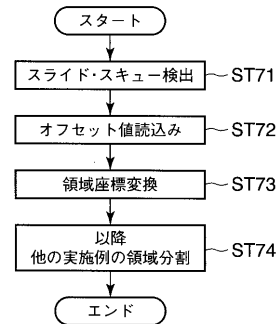 スタート
スライド・スキュー検出 ST71
オフセット値読込み ST72
領域座標変換 ST73
以降
他の実施例の領域分割 ST74
エンド